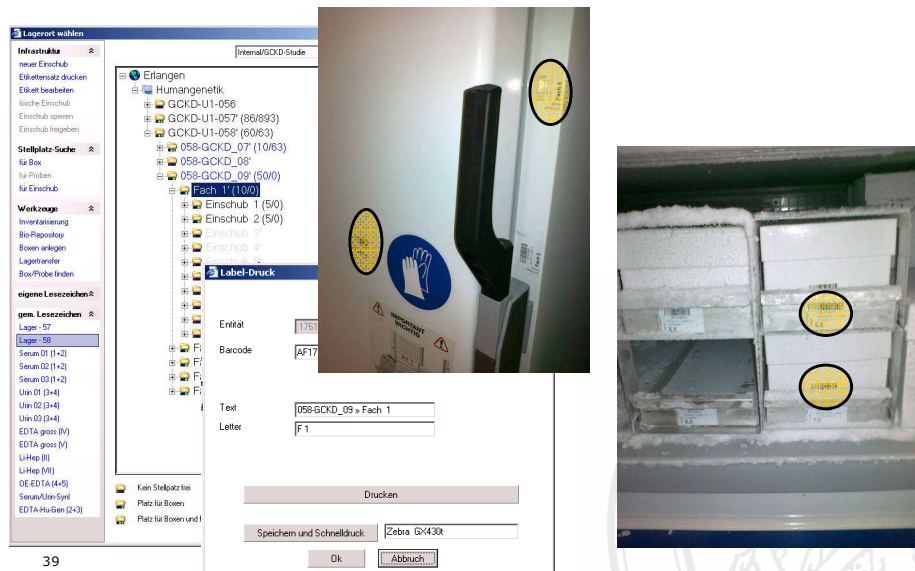 Lagerort wählen
Infrastruktur
neuer Einschub
Etikettensatz drucken
Etikett bearbeiten
lösche Einschub
Einschub sperren
Einschub freigeben
Stellplatz-Suche
für Box
für Proben
für Einschub
Werkzeuge
Inventarisierung
Bio-Repository
Boxen anlegen
Lagertransfer
Box/Probe finden
eigene Lesezeichen
gem. Lesezeichen
Lager - 57
Lager - 58
Serum 01 (1+2)
Serum 02 (1+2)
Serum 03 (1+2)
Urin 01 (3+4)
Urin 02 (3+4)
Urin 03 (3+4)
EDTA gross (IV)
EDTA gross (V)
Li-Hep (II)
Li-Hep (VII)
OE-EDTA (4+5)
Serum/Urin-Synl
EDTA-Hu-Gen (2+3)
Internal/GCKD-Studie
Erlangen
Humangenetik
GCKD-U1-056
GCKD-U1-057' (86/893)
GCKD-U1-058' (60/63)
058-GCKD_07' (10/63)
058-GCKD_08'
058-GCKD_09' (50/0)
Fach 1' (10/0)
Einschub 1 (5/0)
Einschub 2 (5/0)
Einschub 3'
Einschub 4'
Kein Stellpatz frei
Platz für Boxen
Platz für Boxen und
Label-Druck
Entität
1761
Barcode
AF17
Text
058-GCKD_09 » Fach 1
Letter
F 1
Drucken
Speichern und Schnelldruck
Zebra GX430t
Ok
Abbruch
IMPORTANT
WICHTIG
39